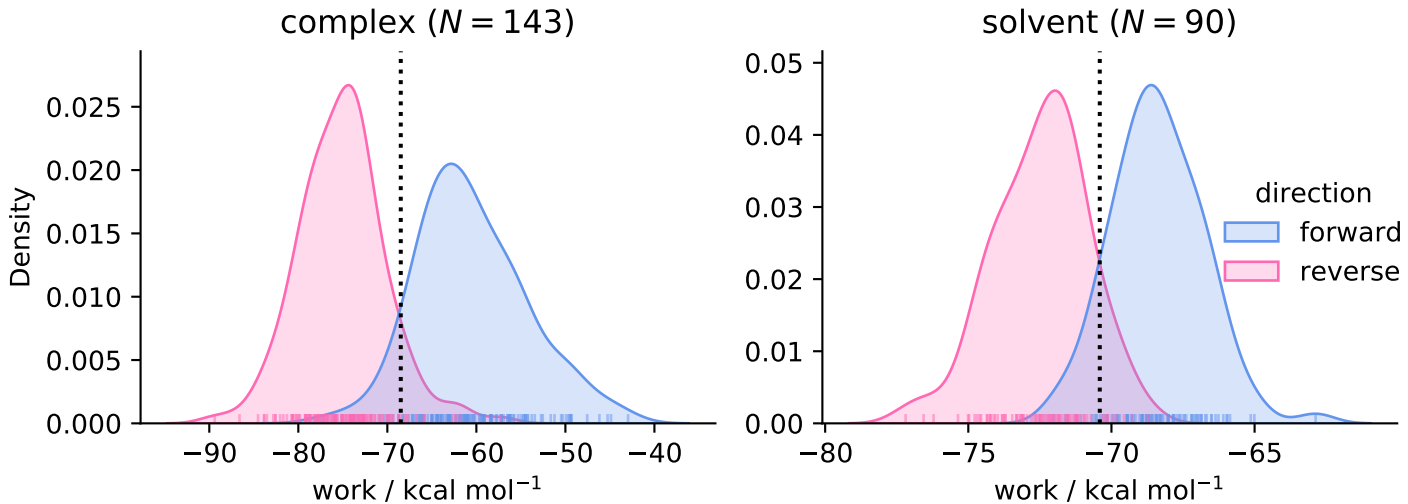 complex (N = 143)
Density
0.025
0.020
0.015
0.010
0.005
0.000
−90
−80
−70
−60
−50
−40
work / kcal mol⁻¹
solvent (N = 90)
0.05
0.04
0.03
0.02
0.01
0.00
−80
−75
−70
−65
work / kcal mol⁻¹
direction
forward
reverse